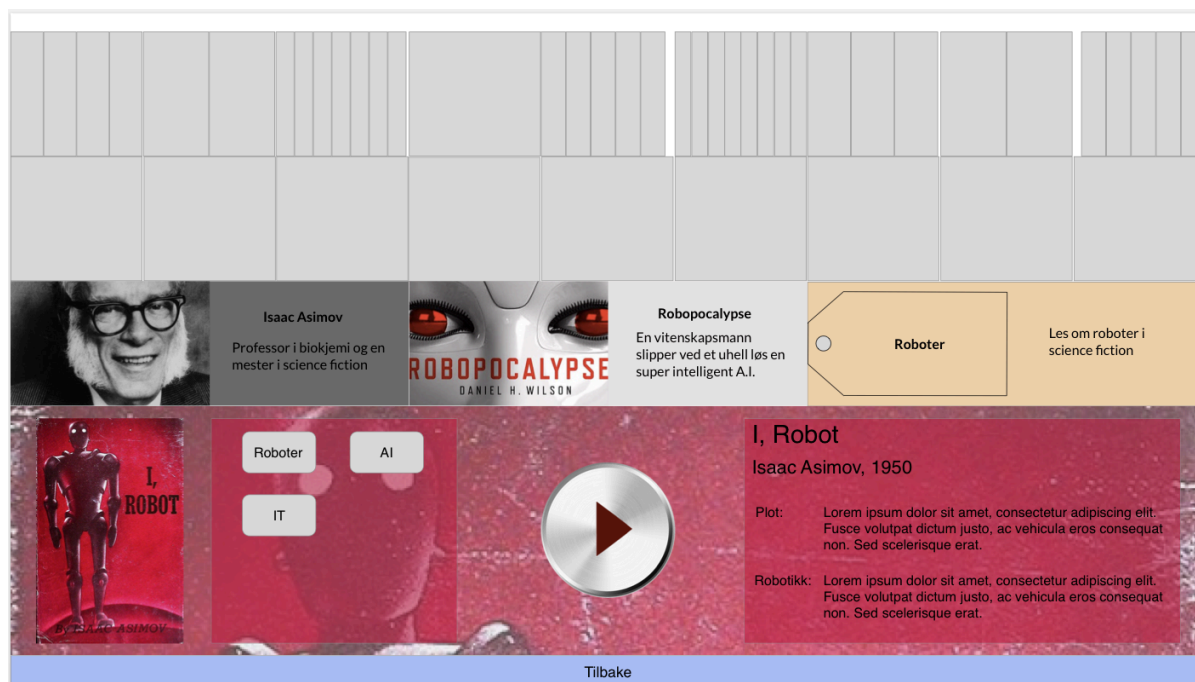 Isaac Asimov
Professor i biokjemi og en
mester i science fiction
ROBOPOCALYPSE
DANIEL H. WILSON
Robopocalypse
En vitenskapsmann
slipper ved et uhell løs en
super intelligent A.I.
Roboter
Les om roboter i
science fiction
I,
ROBOT
By ISAAC ASIMOV
Roboter
AI
IT
I, Robot
Isaac Asimov, 1950
Plot:
Lorem ipsum dolor sit amet, consectetur adipiscing elit.
Fusce volutpat dictum justo, ac vehicula eros consequat
non. Sed scelerisque erat.
Robotikk:
Lorem ipsum dolor sit amet, consectetur adipiscing elit.
Fusce volutpat dictum justo, ac vehicula eros consequat
non. Sed scelerisque erat.
Tilbake